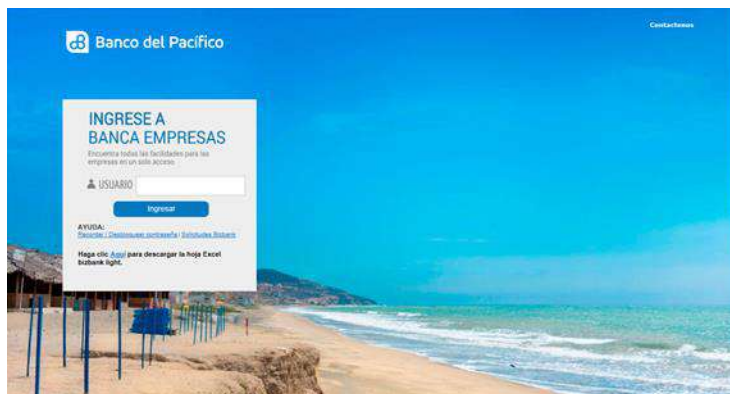 Contactenos
Banco del Pacífico
INGRESE A
BANCA EMPRESAS
Encuentra todas las facilidades para las
empresas en un solo acceso.
USUARIO
Ingresar
AYUDA:
Recordar / Desbloquear contraseña | Solicitudes Bizbank
Haga clic Aquí para descargar la hoja Excel
bizbank light.